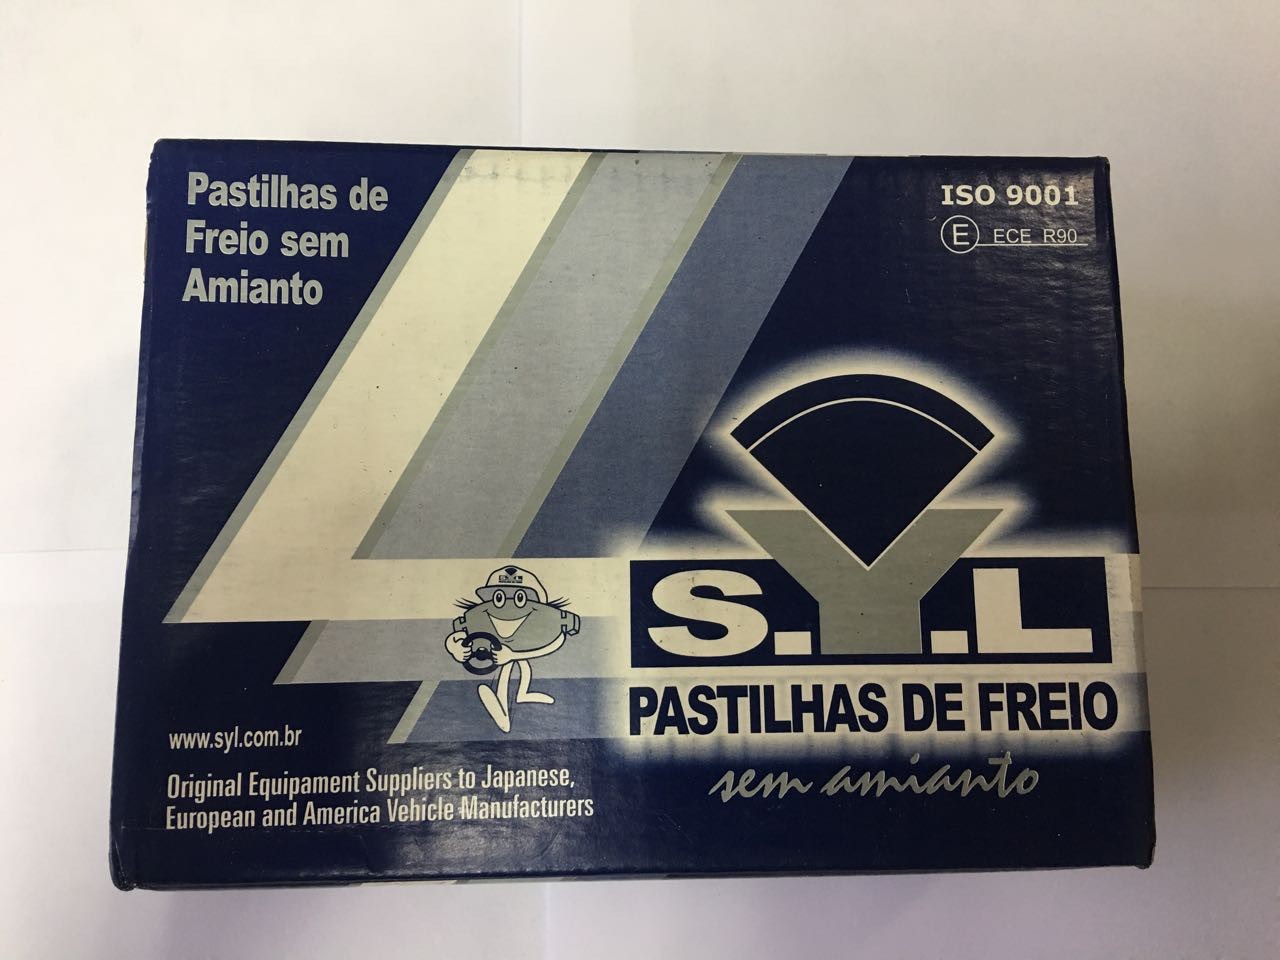 Pastilhas de
Freio sem
Amianto
ISO 9001
E ECE R90
S.Y.L
S.Y.L
PASTILHAS DE FREIO
sem amianto
www.syl.com.br
Original Equipament Suppliers to Japanese,
European and America Vehicle Manufacturers